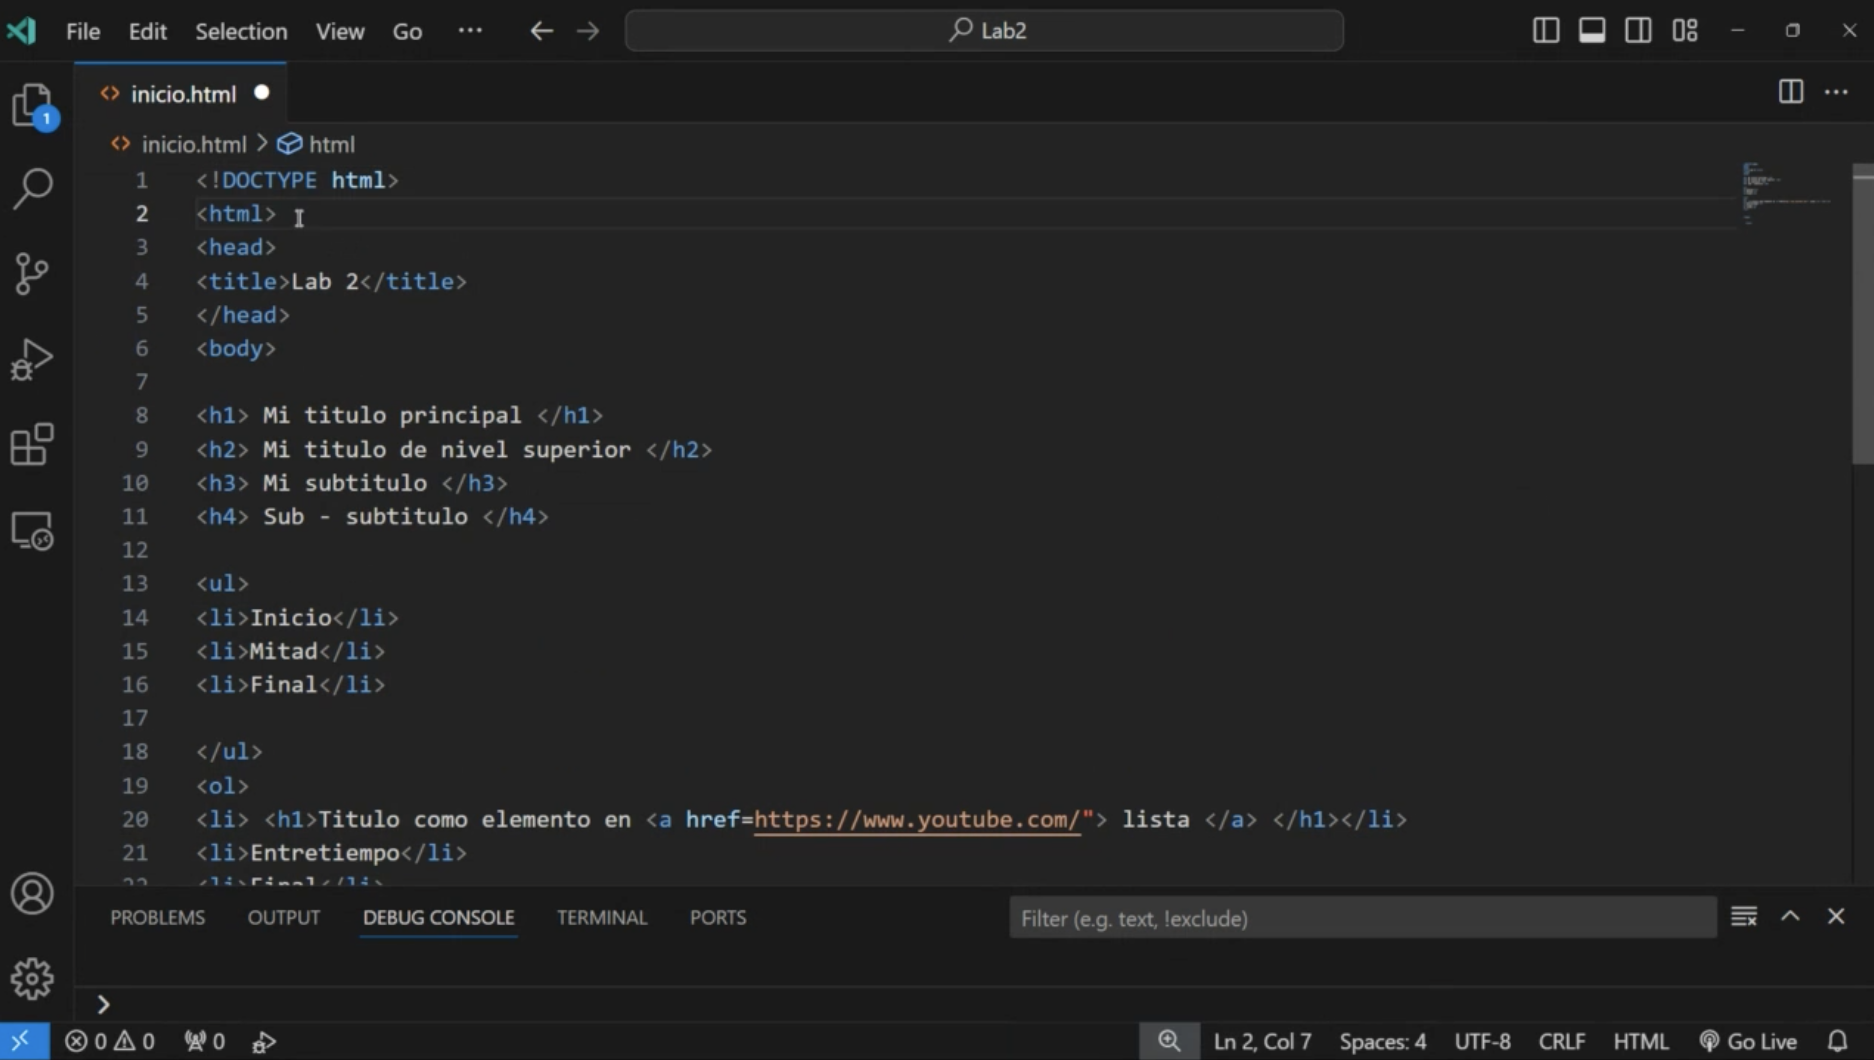 File Edit Selection View Go ··· Lab2
inicio.html
1
inicio.html > html
1 <!DOCTYPE html>
2 <html>
3 <head>
4 <title>Lab 2</title>
5 </head>
6 <body>
7
8 <h1> Mi titulo principal </h1>
9 <h2> Mi titulo de nivel superior </h2>
10 <h3> Mi subtitulo </h3>
11 <h4> Sub - subtitulo </h4>
12
13 <ul>
14 <li>Inicio</li>
15 <li>Mitad</li>
16 <li>Final</li>
17
18 </ul>
19 <ol>
20 <li> <h1>Titulo como elemento en <a href=https://www.youtube.com/"> lista </a> </h1></li>
21 <li>Entretiempo</li>
22 <li>Final</li>
PROBLEMS OUTPUT DEBUG CONSOLE TERMINAL PORTS Filter (e.g. text, !exclude)
>
0 0 0 Ln 2, Col 7 Spaces: 4 UTF-8 CRLF HTML Go Live